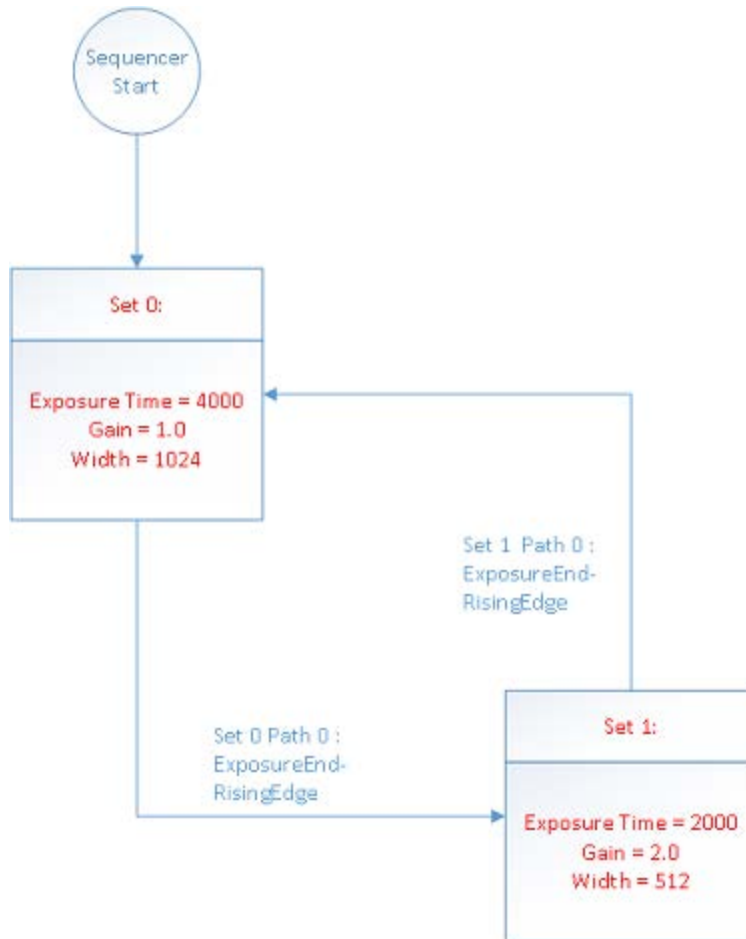 Sequencer
Start
Set 0:
Exposure Time = 4000
Gain = 1.0
Width = 1024
Set 1 Path 0 :
ExposureEnd-
RisingEdge
Set 0 Path 0 :
ExposureEnd-
RisingEdge
Set 1:
Exposure Time = 2000
Gain = 2.0
Width = 512